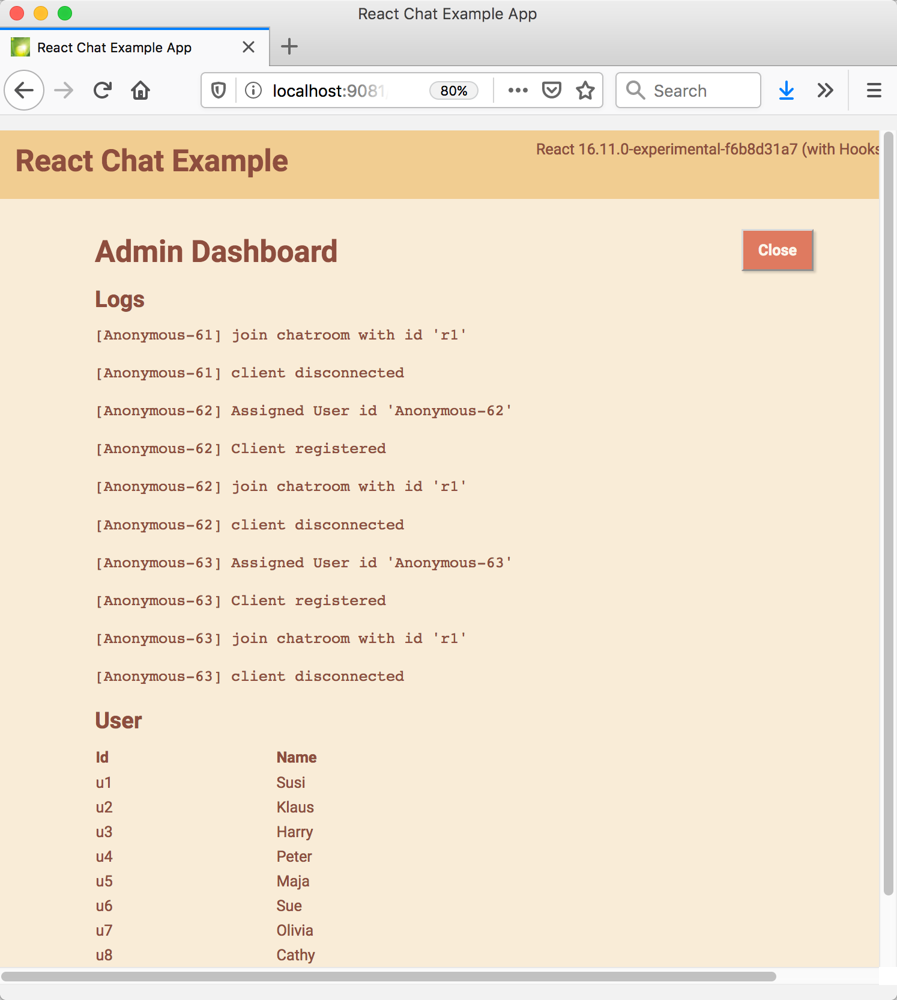 React Chat Example App
React Chat Example App
localhost:9081
80%
Search
React Chat Example
React 16.11.0-experimental-f6b8d31a7 (with Hooks
Admin Dashboard
Close
Logs
[Anonymous-61] join chatroom with id 'r1'
[Anonymous-61] client disconnected
[Anonymous-62] Assigned User id 'Anonymous-62'
[Anonymous-62] Client registered
[Anonymous-62] join chatroom with id 'r1'
[Anonymous-62] client disconnected
[Anonymous-63] Assigned User id 'Anonymous-63'
[Anonymous-63] Client registered
[Anonymous-63] join chatroom with id 'r1'
[Anonymous-63] client disconnected
User
Id Name
u1 Susi
u2 Klaus
u3 Harry
u4 Peter
u5 Maja
u6 Sue
u7 Olivia
u8 Cathy